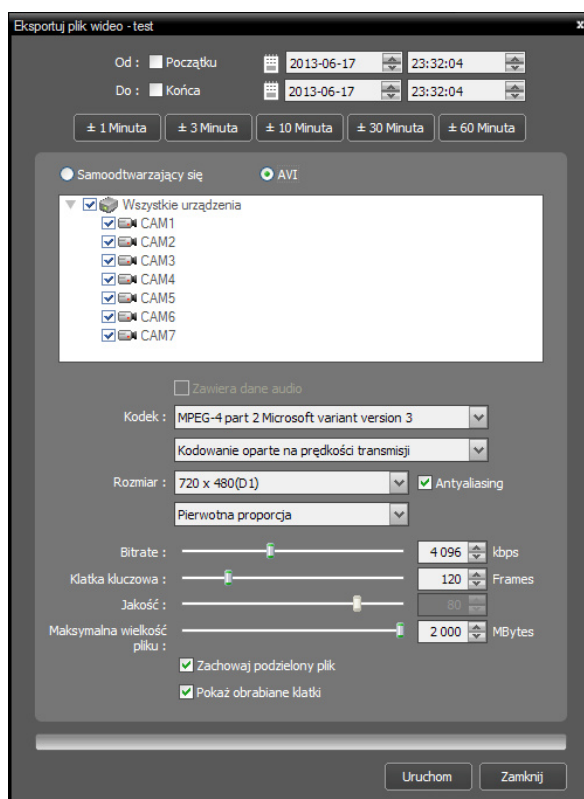 Eksportuj plik wideo - test x
Od : Początku 2013-06-17 23:32:04
Do : Końca 2013-06-17 23:32:04
± 1 Minuta ± 3 Minuta ± 10 Minuta ± 30 Minuta ± 60 Minuta
Samoodtwarzający się AVI
Wszystkie urządzenia
CAM1
CAM2
CAM3
CAM4
CAM5
CAM6
CAM7
Zawiera dane audio
Kodek : MPEG-4 part 2 Microsoft variant version 3
Kodowanie oparte na prędkości transmisji
Rozmiar : 720 x 480(D1) Antyaliasing
Pierwotna proporcja
Bitrate : 4 096 kbps
Klatka kluczowa : 120 Frames
Jakość : 80
Maksymalna wielkość 2 000 MBytes
pliku :
Zachowaj podzielony plik
Pokaż obrabiane klatki
Uruchom Zamknij